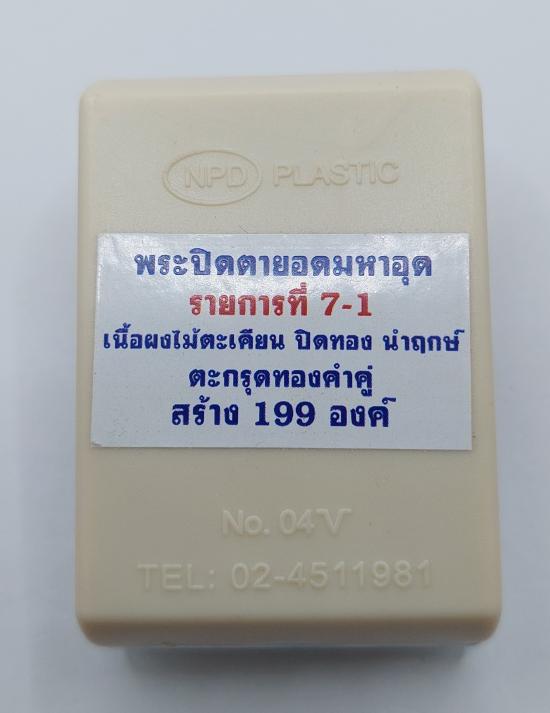 NPD PLASTIC
พระปิดตายอดมหาอุด
รายการที่ 7-1
เนื้อผงไม้ตะเคียน ปิดทอง นำฤกษ์
ตะกรุดทองคำคู่
สร้าง 199 องค์
No. 04 V
TEL: 02-4511981